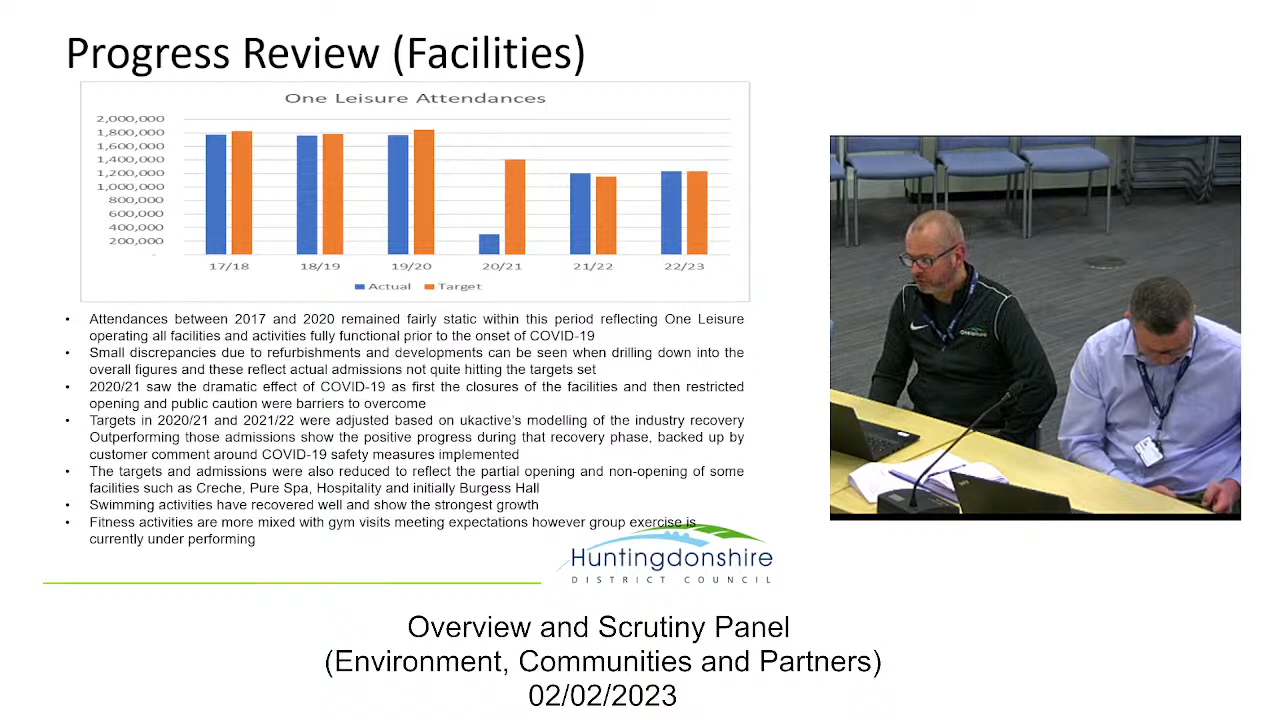 Progress Review (Facilities)
One Leisure Attendances
2,000,000
1,800,000
1,600,000
1,400,000
1,200,000
1,000,000
800,000
600,000
400,000
200,000
-
17/18 18/19 19/20 20/21 21/22 22/23
Actual Target
• Attendances between 2017 and 2020 remained fairly static within this period reflecting One Leisure
operating all facilities and activities fully functional prior to the onset of COVID-19
• Small discrepancies due to refurbishments and developments can be seen when drilling down into the
overall figures and these reflect actual admissions not quite hitting the targets set
• 2020/21 saw the dramatic effect of COVID-19 as first the closures of the facilities and then restricted
opening and public caution were barriers to overcome
• Targets in 2020/21 and 2021/22 were adjusted based on ukactive's modelling of the industry recovery
Outperforming those admissions show the positive progress during that recovery phase, backed up by
customer comment around COVID-19 safety measures implemented
• The targets and admissions were also reduced to reflect the partial opening and non-opening of some
facilities such as Creche, Pure Spa, Hospitality and initially Burgess Hall
• Swimming activities have recovered well and show the strongest growth
• Fitness activities are more mixed with gym visits meeting expectations however group exercise is
currently under performing
Huntingdonshire
DISTRICT COUNCIL
Overview and Scrutiny Panel
(Environment, Communities and Partners)
02/02/2023